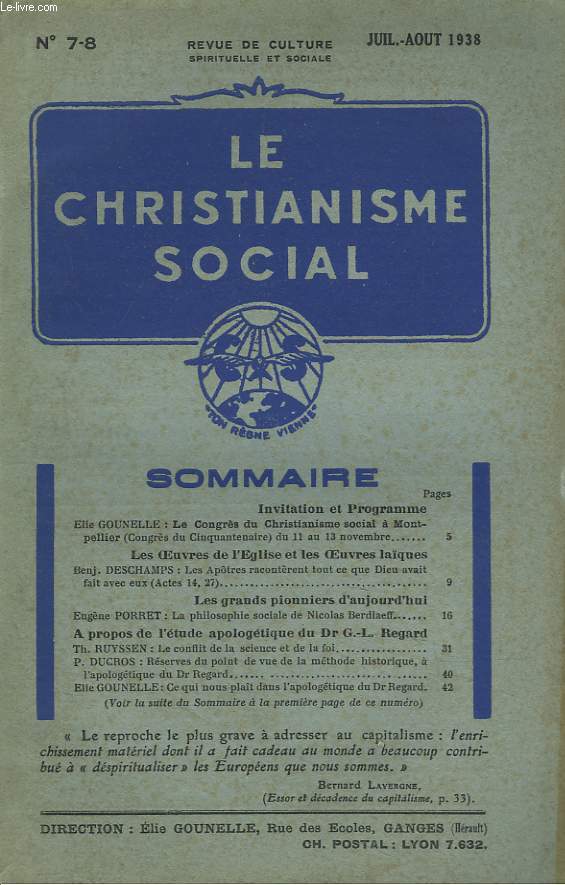 Le-livre.com
N° 7-8
REVUE DE CULTURE
SPIRITUELLE ET SOCIALE
JUIL.-AOUT 1938
LE
CHRISTIANISME
SOCIAL
"TON RÈGNE VIENNE"
SOMMAIRE
Pages
Invitation et Programme
Elie GOUNELLE : Le Congrès du Christianisme social à Mont-
pellier (Congrès du Cinquantenaire) du 11 au 13 novembre....... 5
Les Œuvres de l'Eglise et les Œuvres laïques
Benj. DESCHAMPS : Les Apôtres racontèrent tout ce que Dieu avait
fait avec eux (Actes 14, 27)........ 9
Les grands pionniers d'aujourd'hui
Eugène PORRET : La philosophie sociale de Nicolas Berdiaeff...... 16
A propos de l'étude apologétique du Dr G.-L. Regard
Th. RUYSSEN : Le conflit de la science et de la foi........ 31
P. DUCROS : Réserves du point de vue de la méthode historique, à
l'apologétique du Dr Regard........ 40
Elie GOUNELLE : Ce qui nous plaît dans l'apologétique du Dr Regard. 42
(Voir la suite du Sommaire à la première page de ce numéro)
« Le reproche le plus grave à adresser au capitalisme : l'enri-
chissement matériel dont il a fait cadeau au monde a beaucoup contri-
bué à « déspiritualiser » les Européens que nous sommes. »
Bernard LAVERGNE,
(Essor et décadence du capitalisme, p. 33).
DIRECTION : Élie GOUNELLE, Rue des Ecoles, GANGES (Hérault)
CH. POSTAL : LYON 7.632.